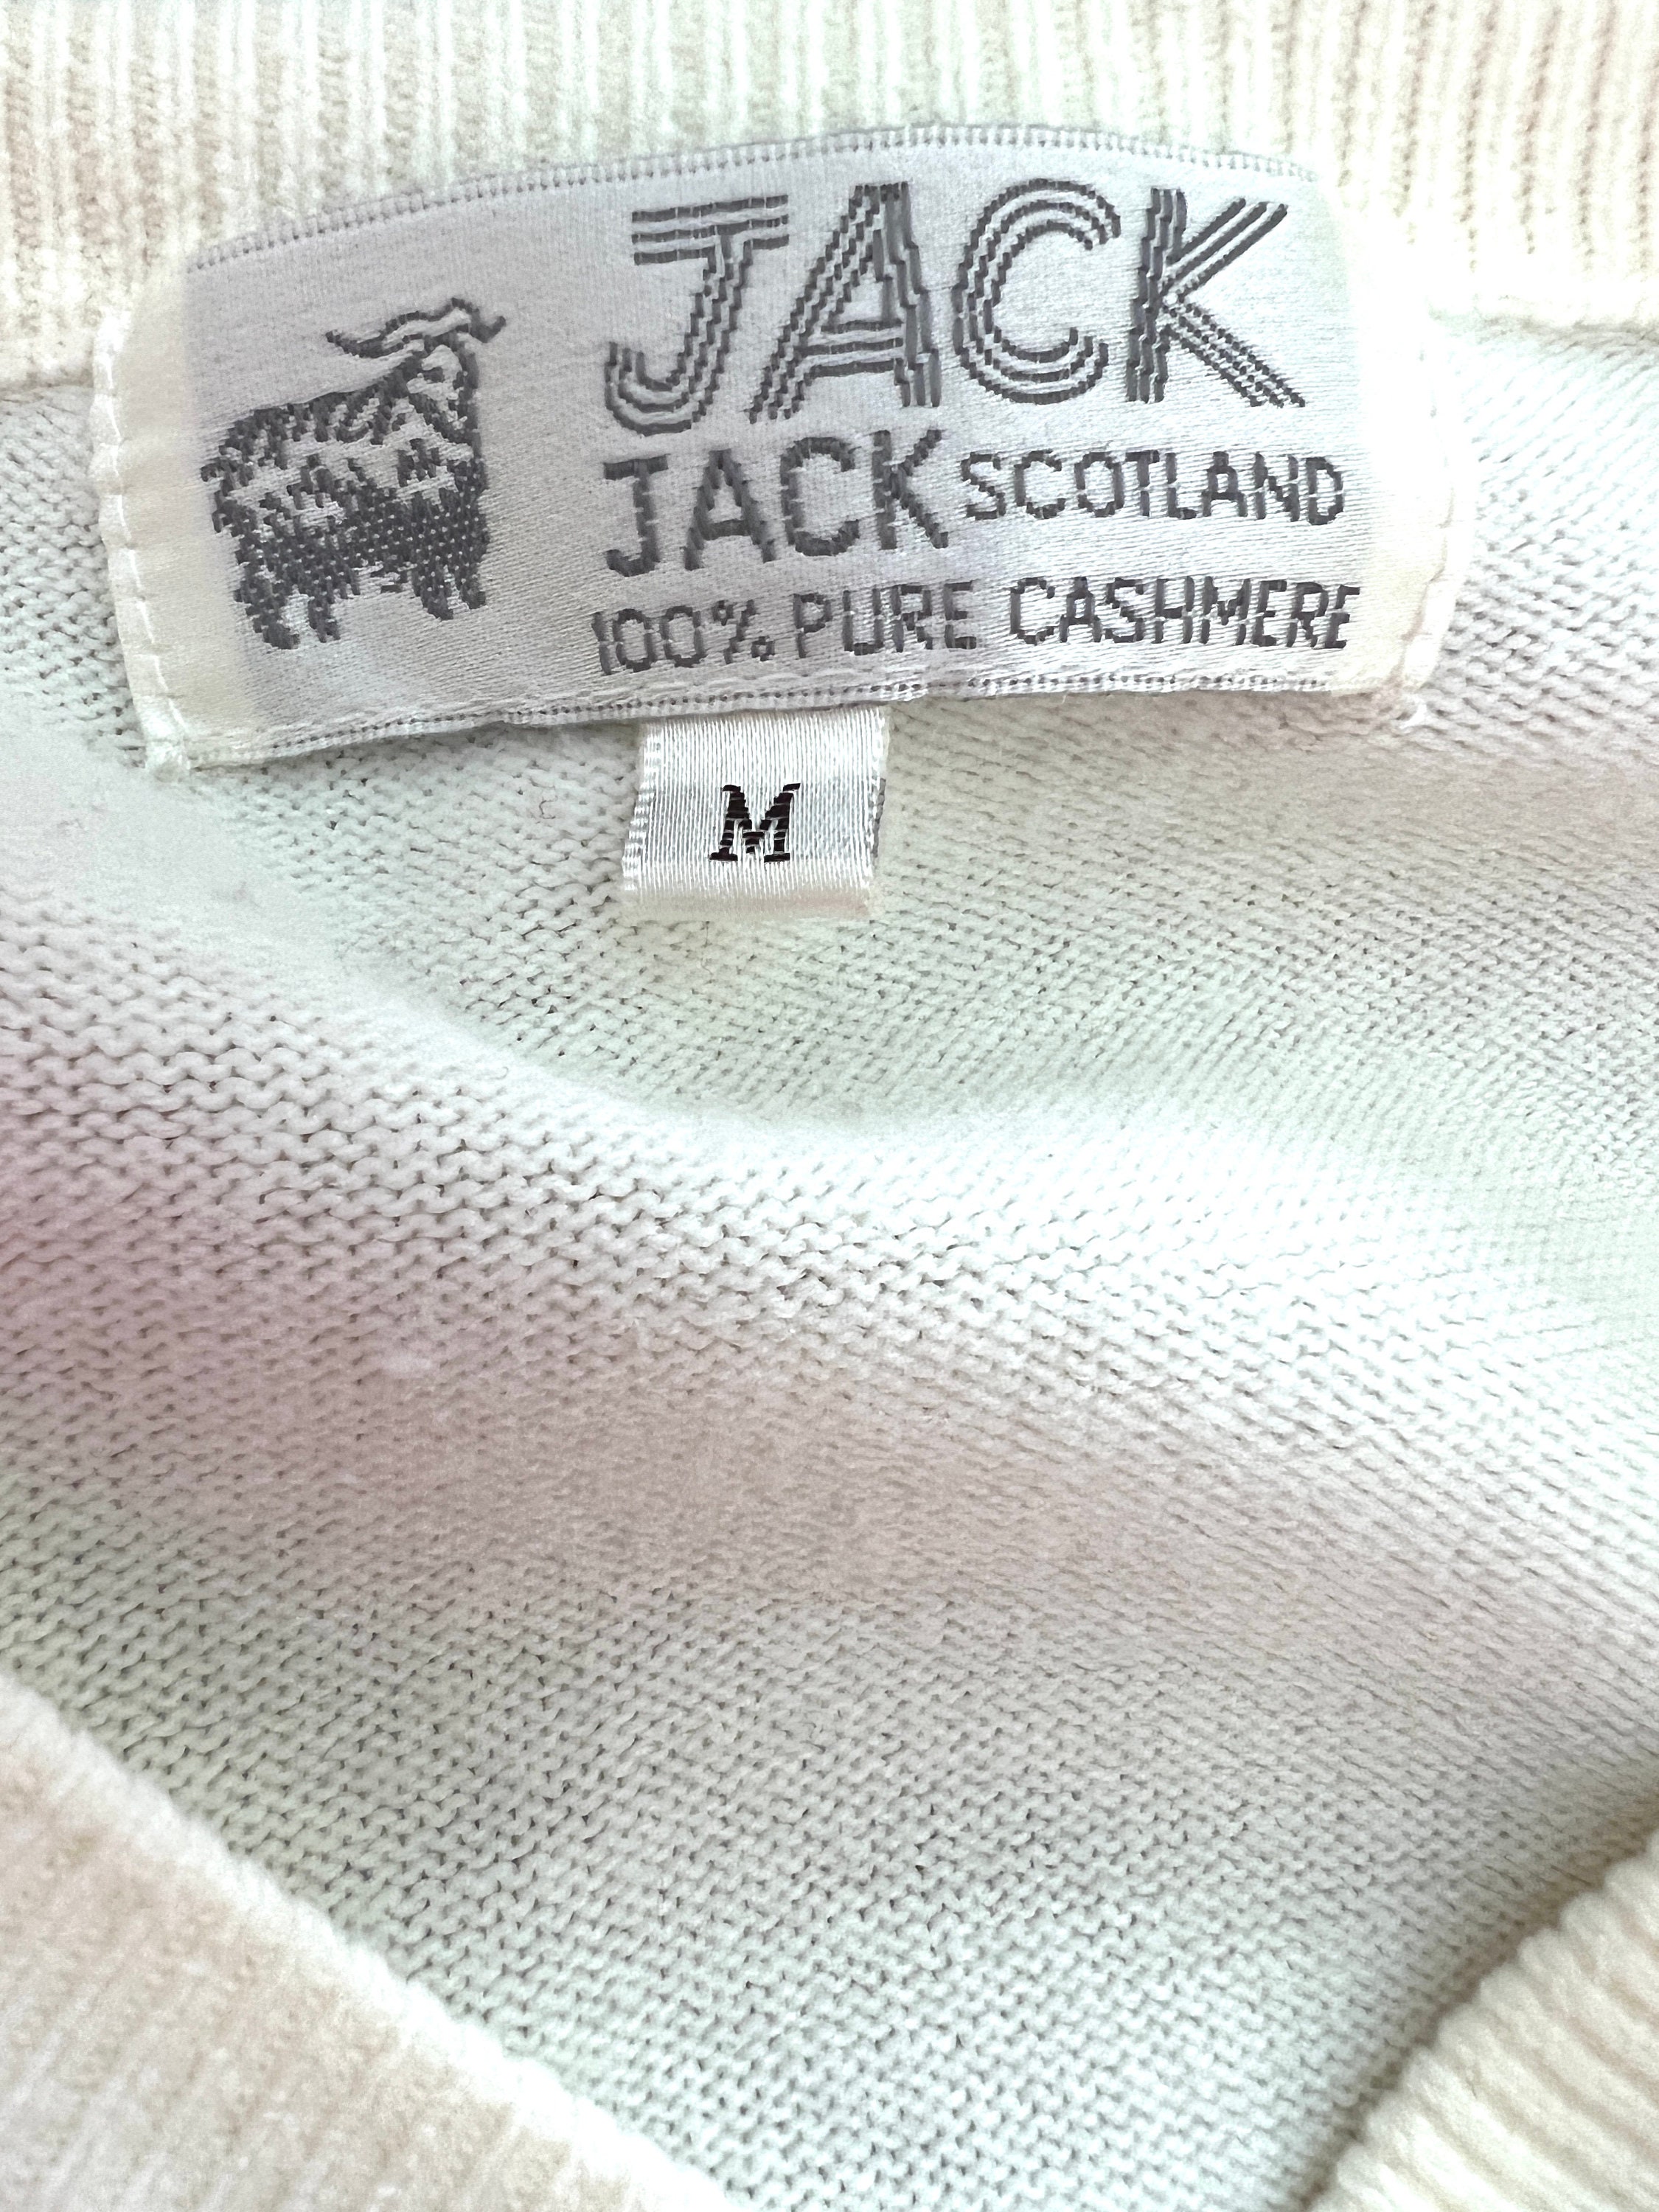 JACK
JACK SCOTLAND
100% PURE CASHMERE
M